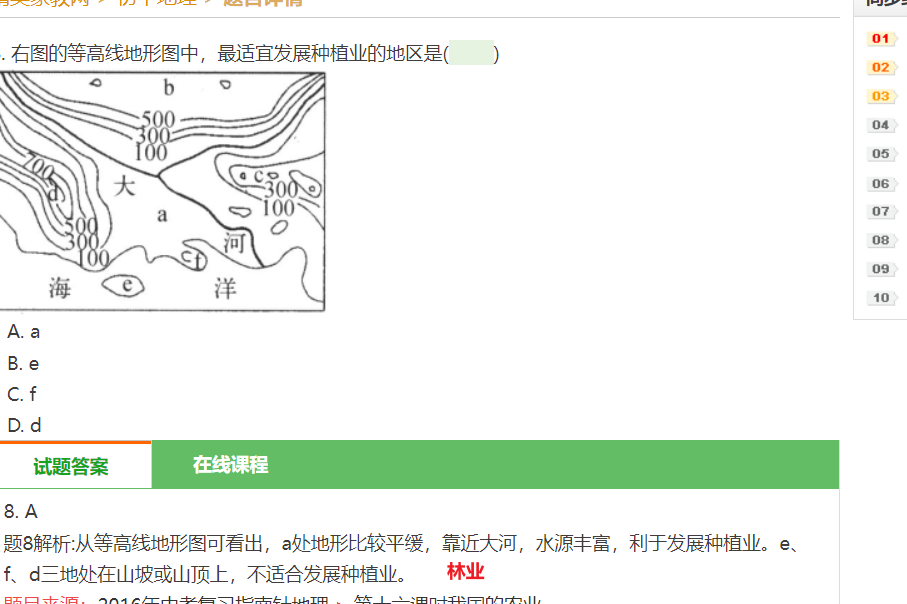 精英家教网 > 初中地理 > 题目详情
. 右图的等高线地形图中，最适宜发展种植业的地区是( )
b
500
300
100
700
d
大
a
c
300
100
500
300
100
河
f
e
海
洋
A. a
B. e
C. f
D. d
试题答案 在线课程
8. A
题8解析:从等高线地形图可看出，a处地形比较平缓，靠近大河，水源丰富，利于发展种植业。e、
f、d三地处在山坡或山顶上，不适合发展种植业。 林业
题目来源：2016年中考复习指南针地理 > 第十六课时我国的农业
01
02
03
04
05
06
07
08
09
10